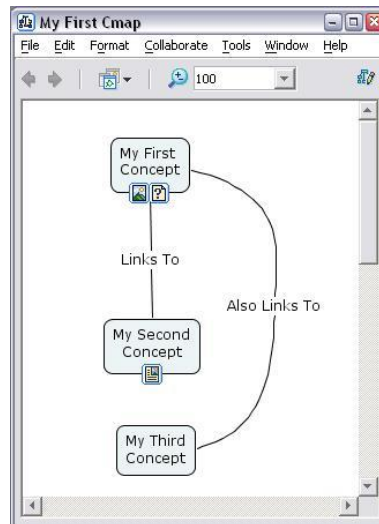 My First Cmap
File Edit Format Collaborate Tools Window Help
100
My First
Concept
Links To
Also Links To
My Second
Concept
My Third
Concept